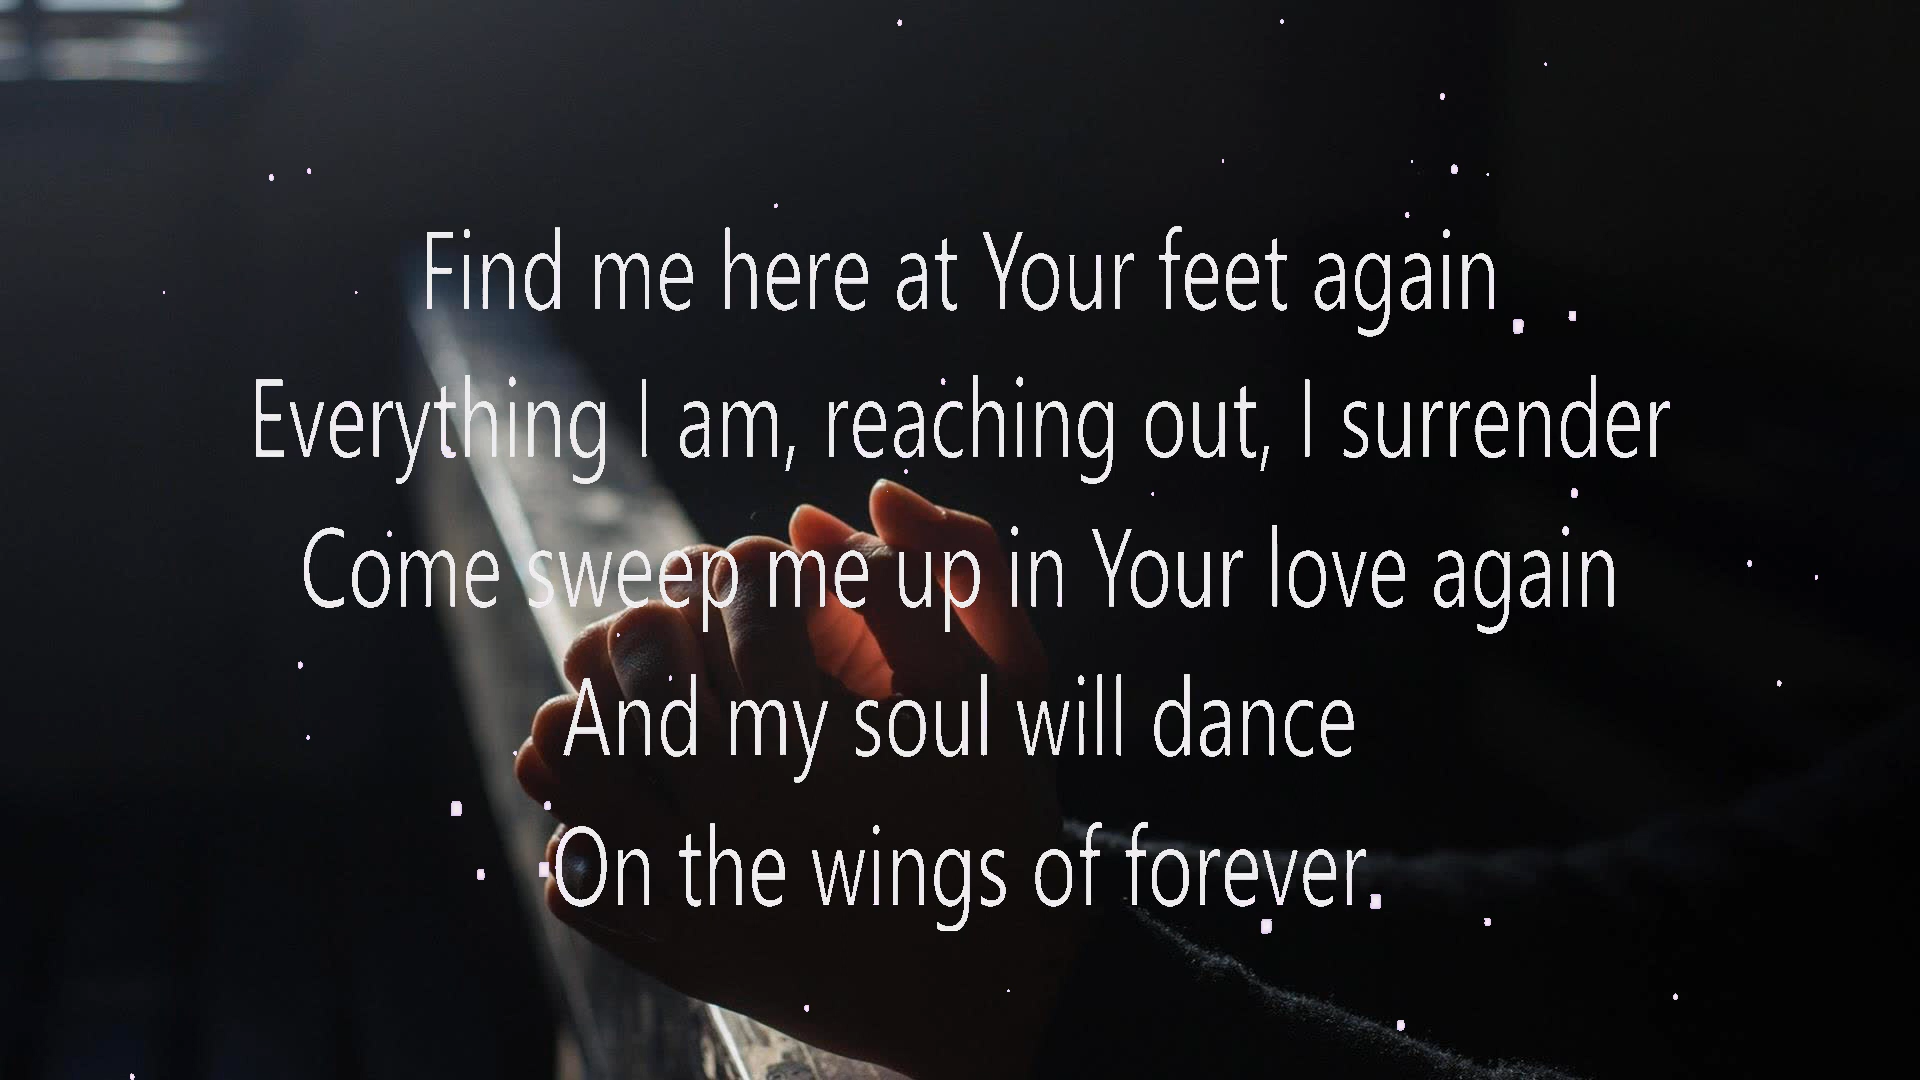 Find me here at Your feet again
Everything I am, reaching out, I surrender
Come sweep me up in Your love again
And my soul will dance
On the wings of forever